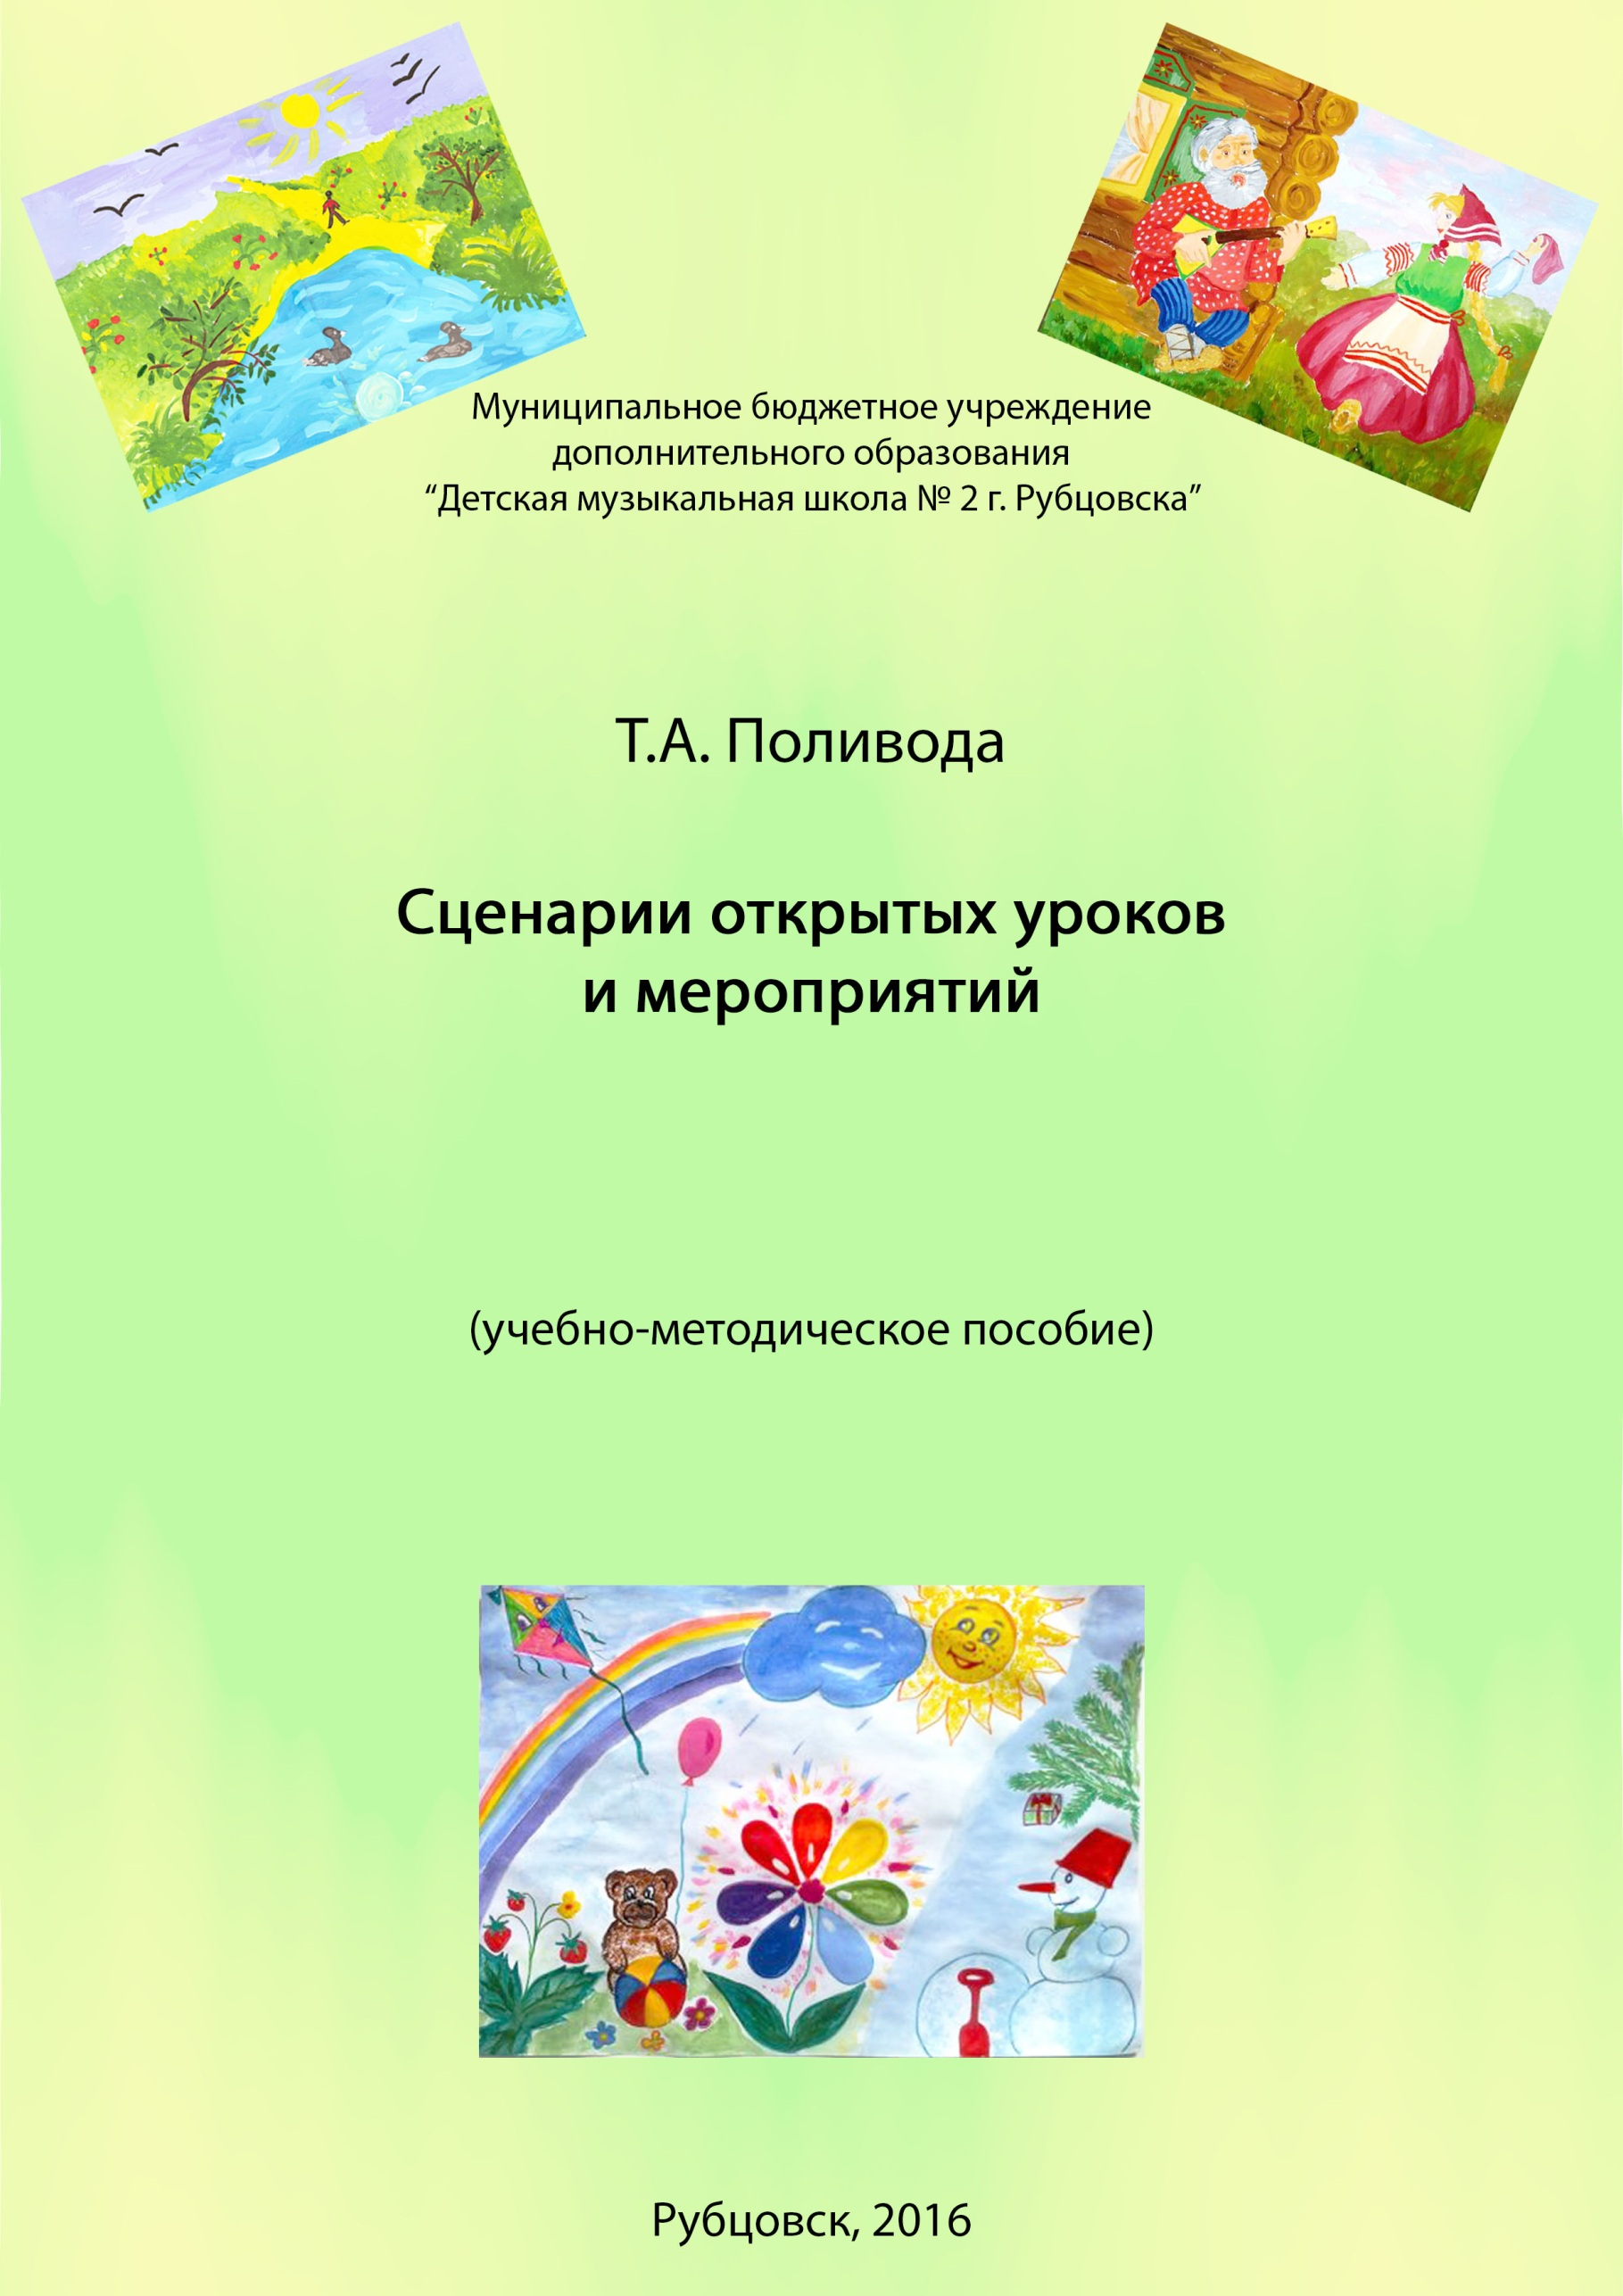 Муниципальное бюджетное учреждение
дополнительного образования
“Детская музыкальная школа № 2 г. Рубцовска”
Т.А. Поливода
Сценарии открытых уроков
и мероприятий
(учебно-методическое пособие)
Рубцовск, 2016